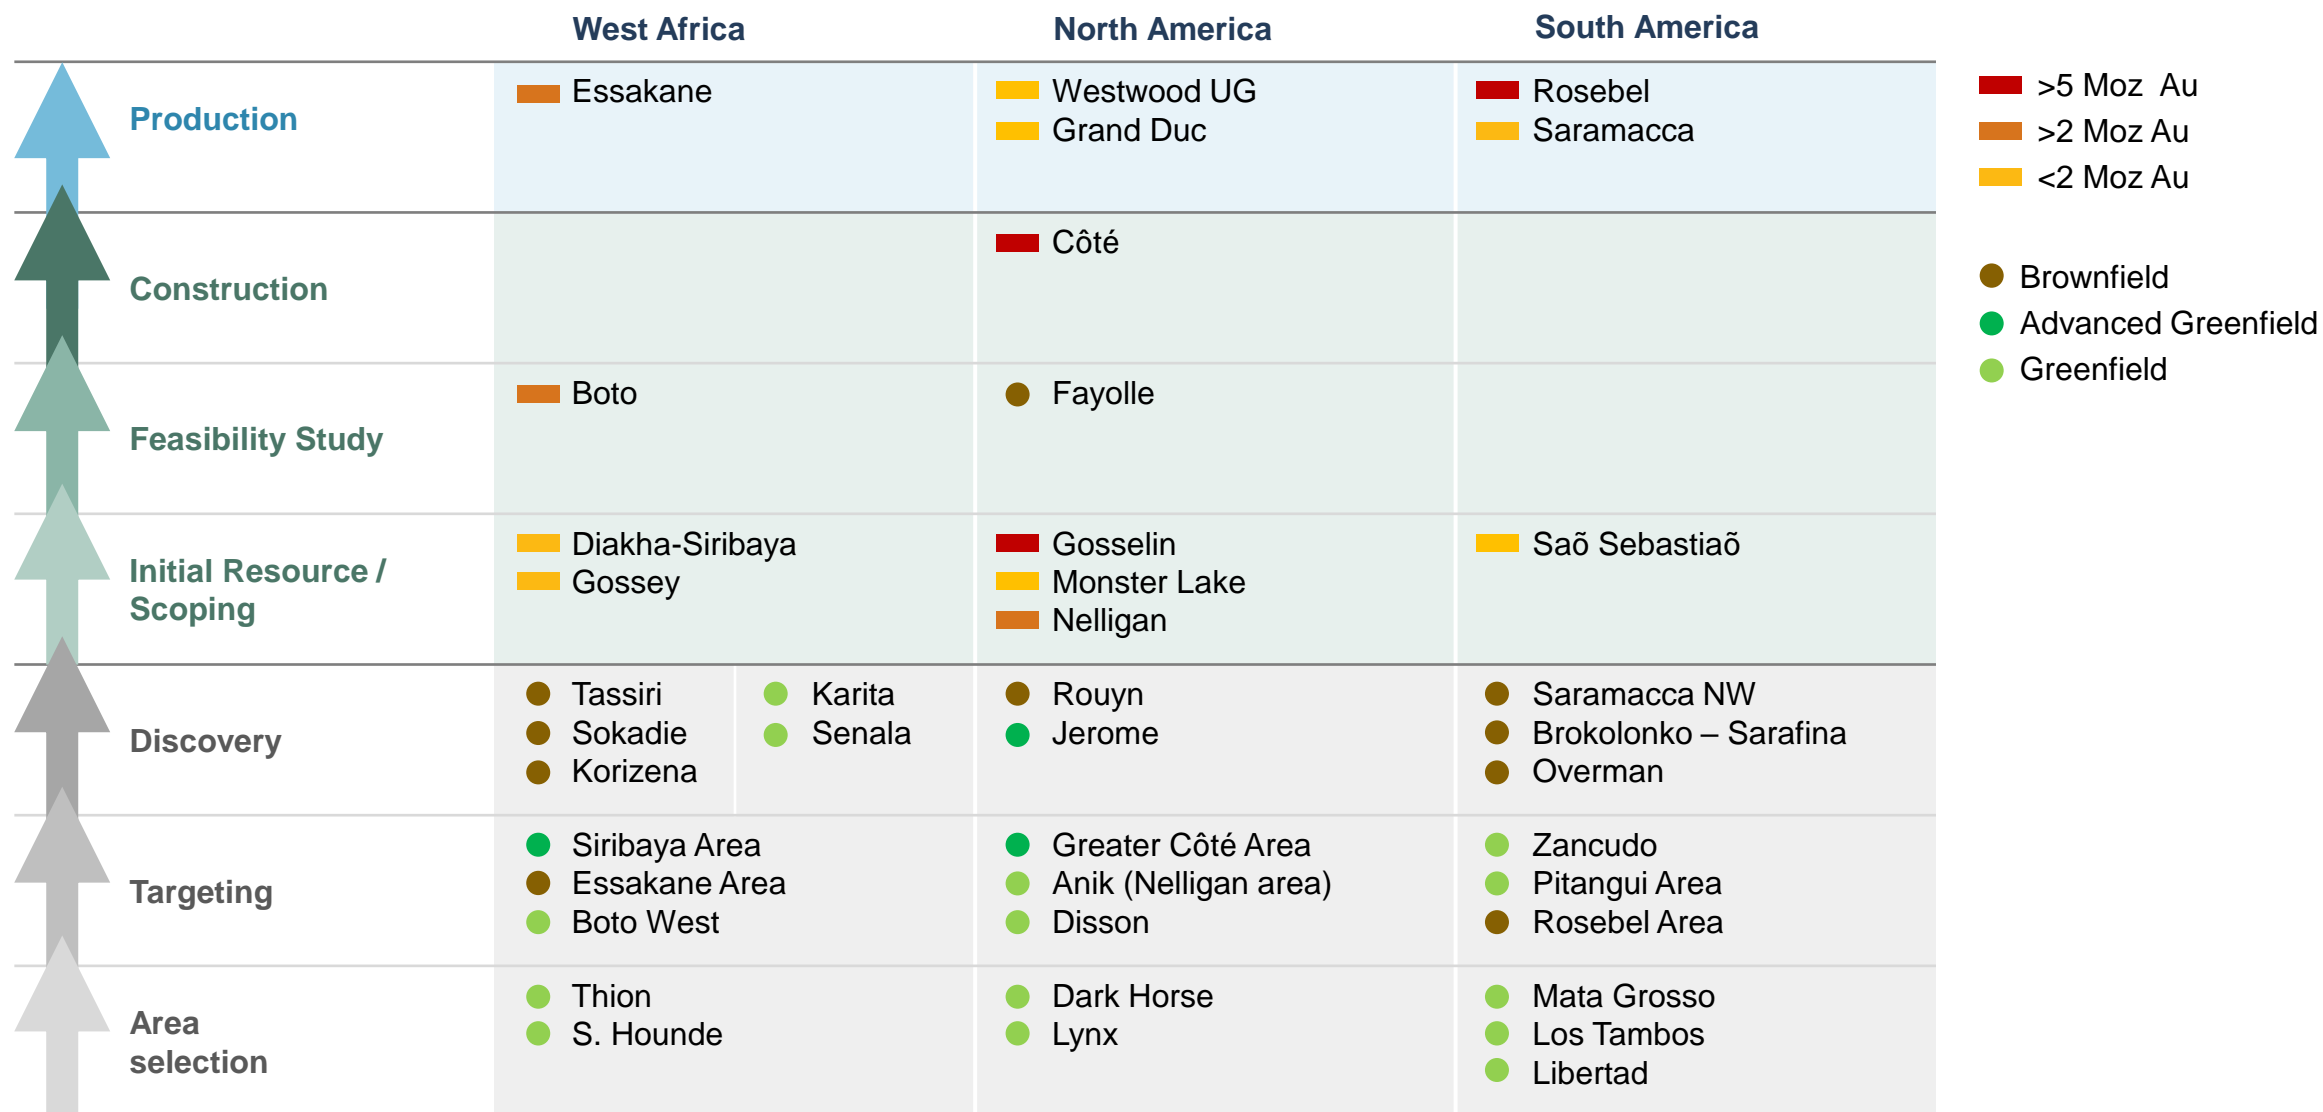 West Africa
North America
South America
Production
Essakane
Westwood UG
Grand Duc
Rosebel
Saramacca
Construction
Côté
Feasibility Study
Boto
Fayolle
Initial Resource /
Scoping
Diakha-Siribaya
Gossey
Gosselin
Monster Lake
Nelligan
Saõ Sebastiaõ
Discovery
Tassiri
Sokadie
Korizena
Karita
Senala
Rouyn
Jerome
Saramacca NW
Brokolonko – Sarafina
Overman
Targeting
Siribaya Area
Essakane Area
Boto West
Greater Côté Area
Anik (Nelligan area)
Disson
Zancudo
Pitangui Area
Rosebel Area
Area
selection
Thion
S. Hounde
Dark Horse
Lynx
Mata Grosso
Los Tambos
Libertad
>5 Moz  Au
>2 Moz Au
<2 Moz Au
Brownfield
Advanced Greenfield
Greenfield